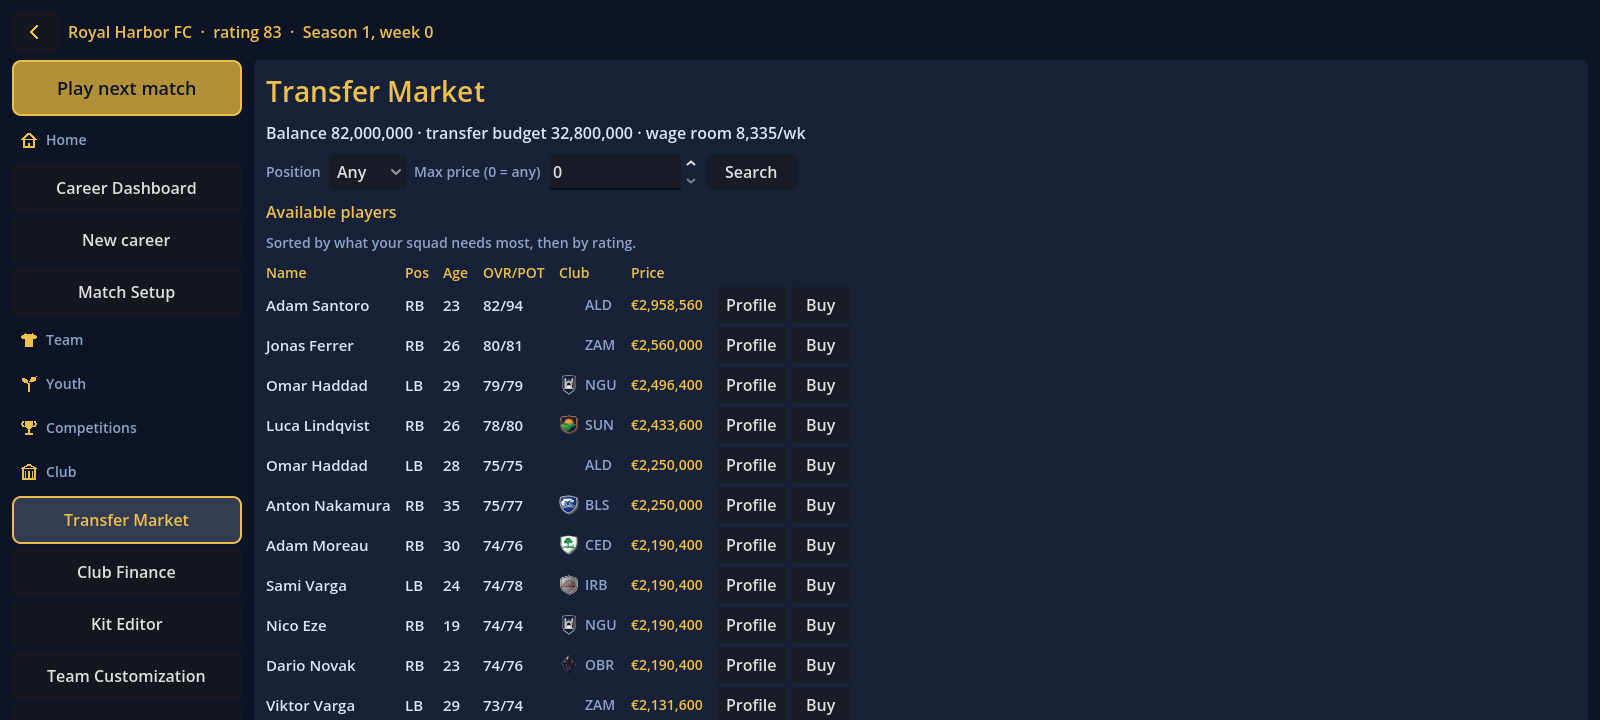 Royal Harbor FC · rating 83 · Season 1, week 0
Play next match
Home
Career Dashboard
New career
Match Setup
Team
Youth
Competitions
Club
Transfer Market
Club Finance
Kit Editor
Team Customization
Transfer Market
Balance 82,000,000 · transfer budget 32,800,000 · wage room 8,335/wk
Position Any Max price (0 = any) 0 Search
Available players
Sorted by what your squad needs most, then by rating.
Name Pos Age OVR/POT Club Price
Adam Santoro RB 23 82/94 ALD €2,958,560 Profile Buy
Jonas Ferrer RB 26 80/81 ZAM €2,560,000 Profile Buy
Omar Haddad LB 29 79/79 NGU €2,496,400 Profile Buy
Luca Lindqvist RB 26 78/80 SUN €2,433,600 Profile Buy
Omar Haddad LB 28 75/75 ALD €2,250,000 Profile Buy
Anton Nakamura RB 35 75/77 BLS €2,250,000 Profile Buy
Adam Moreau RB 30 74/76 CED €2,190,400 Profile Buy
Sami Varga LB 24 74/78 IRB €2,190,400 Profile Buy
Nico Eze RB 19 74/74 NGU €2,190,400 Profile Buy
Dario Novak RB 23 74/76 OBR €2,190,400 Profile Buy
Viktor Varga LB 29 73/74 ZAM €2,131,600 Profile Buy